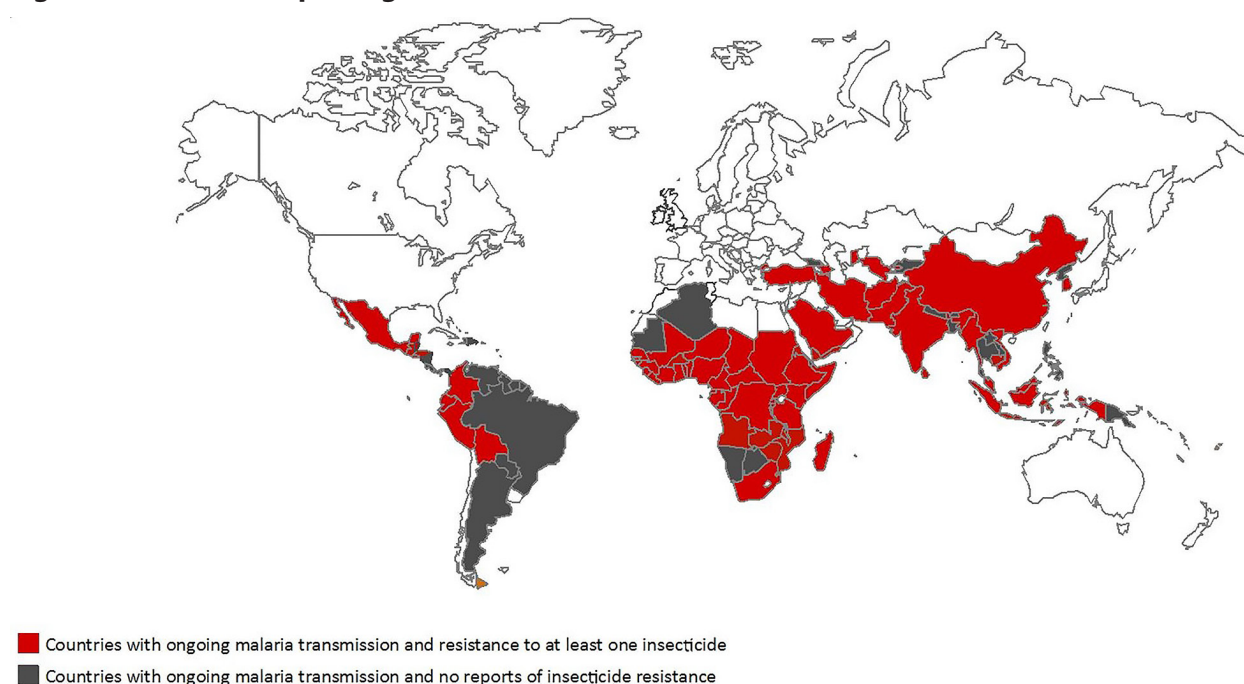 Countries with ongoing malaria transmission and resistance to at least one insecticide
Countries with ongoing malaria transmission and no reports of insecticide resistance